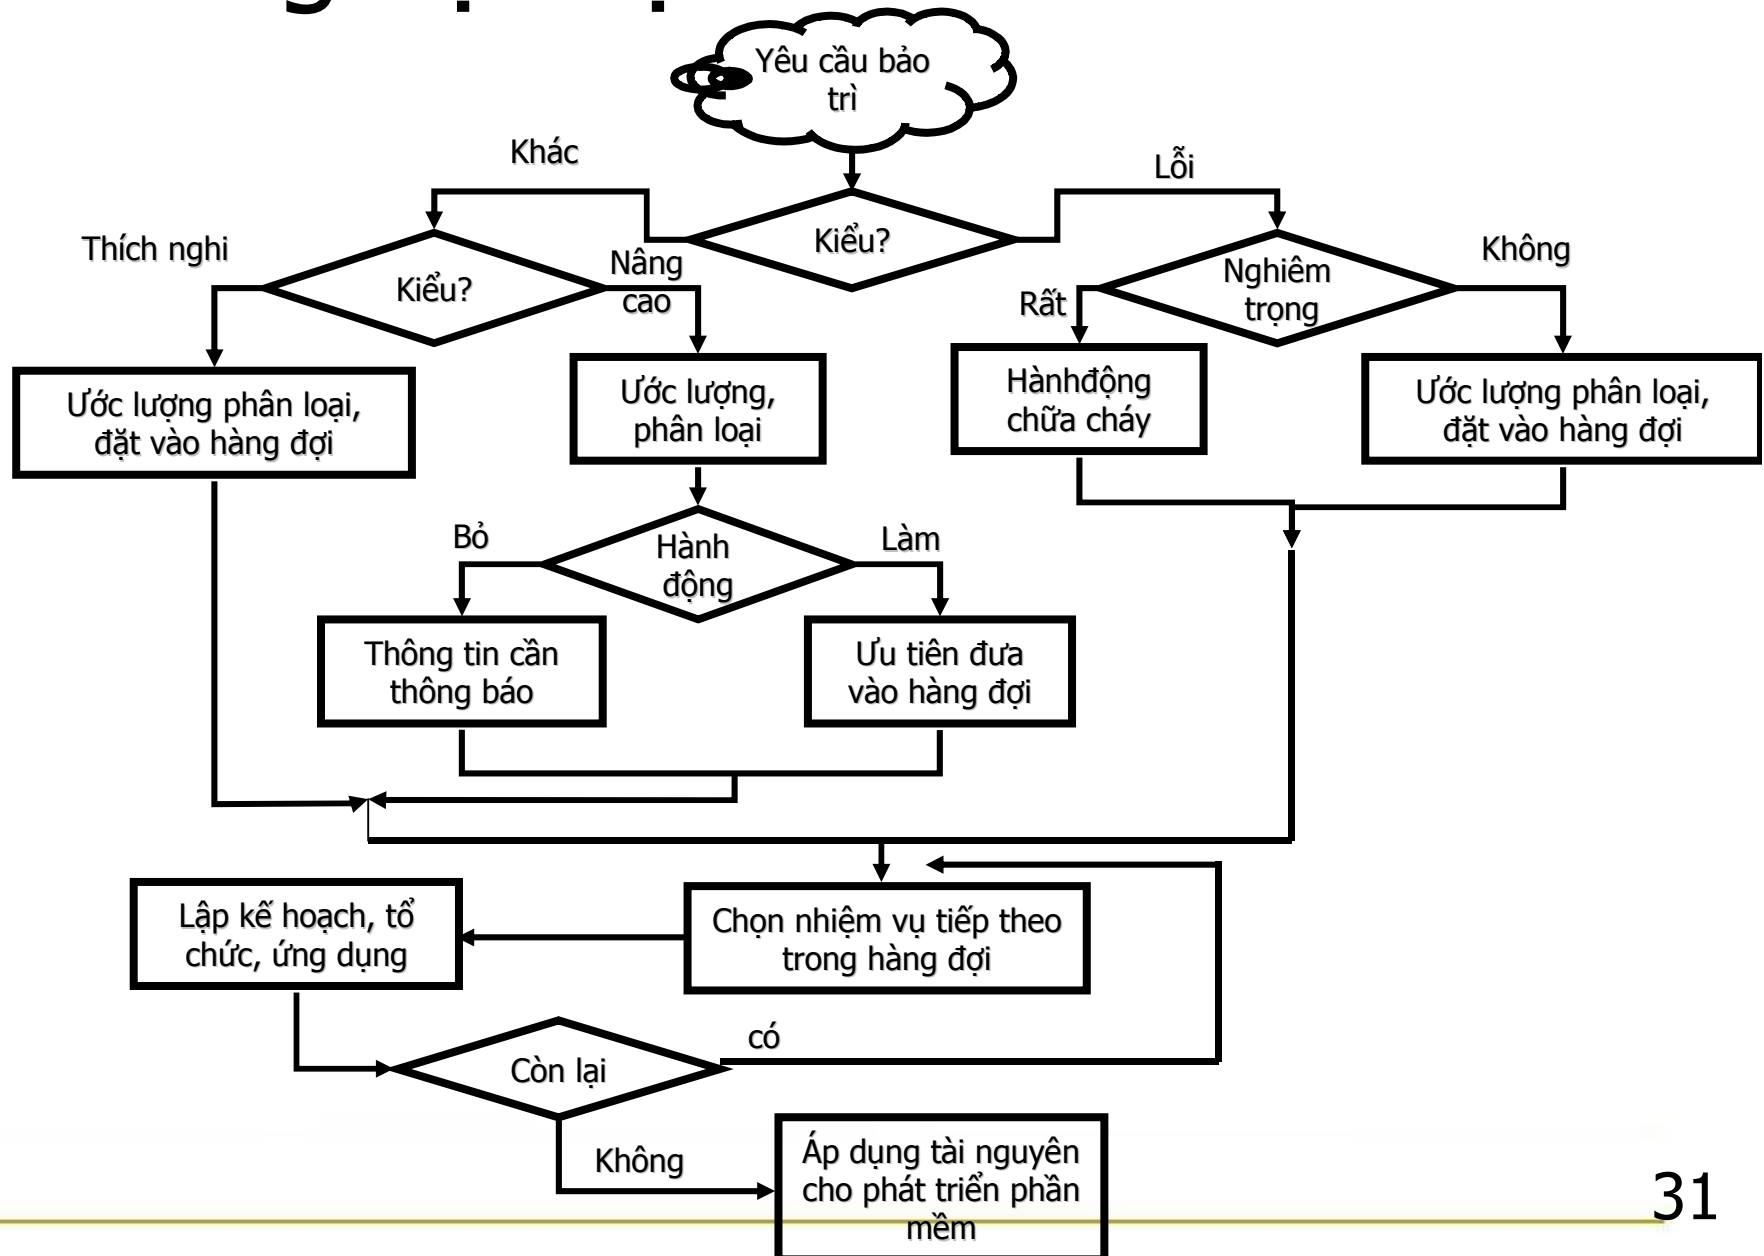 Yêu cầu bảo
trì
Khác
Lỗi
Kiểu?
Thích nghi
Kiểu?
Nâng
cao
Không
Nghiêm
trọng
Rất
Ước lượng phân loại,
đặt vào hàng đợi
Ước lượng,
phân loại
Hànhđộng
chữa cháy
Ước lượng phân loại,
đặt vào hàng đợi
Bỏ
Hành
động
Làm
Thông tin cần
thông báo
Ưu tiên đưa
vào hàng đợi
Lập kế hoạch, tổ
chức, ứng dụng
Chọn nhiệm vụ tiếp theo
trong hàng đợi
có
Còn lại
Không
Áp dụng tài nguyên
cho phát triển phần
mềm
31